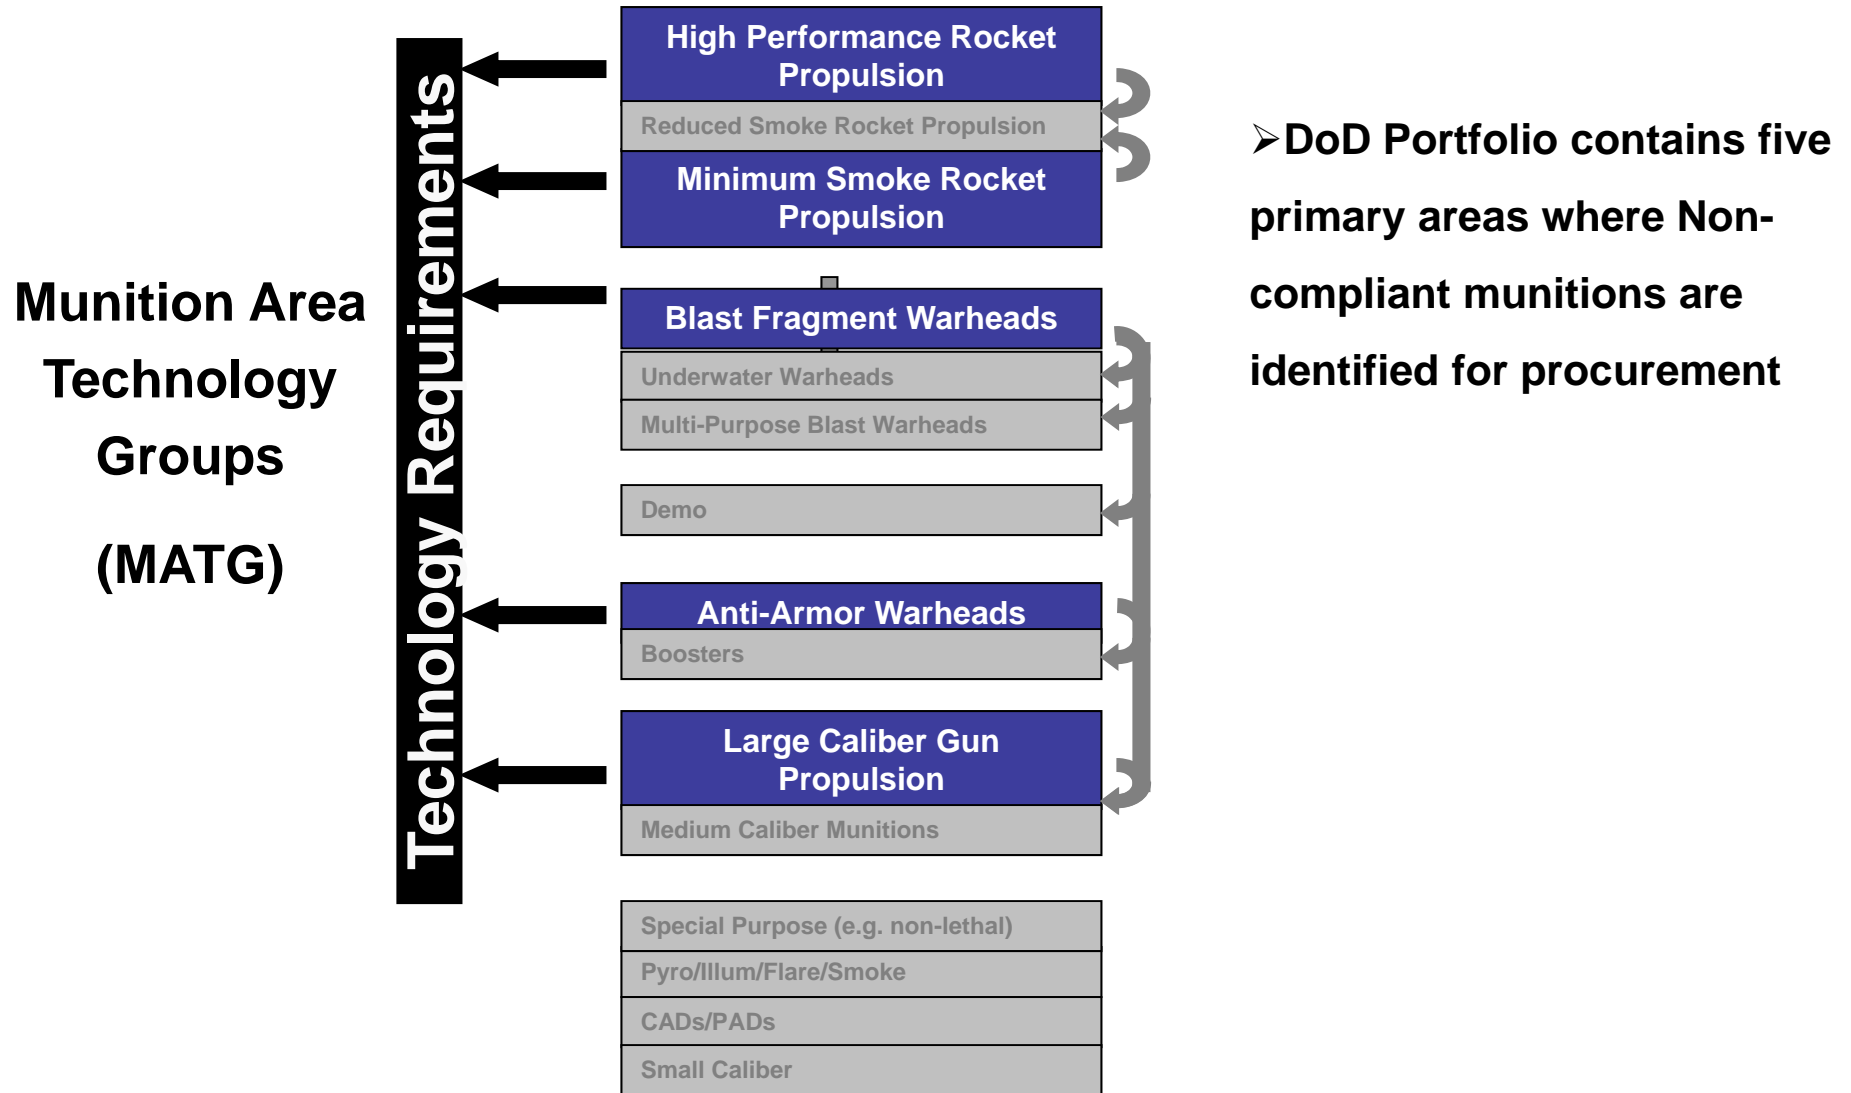 Munition Area
Technology
Groups
(MATG)
Technology Requirements
High Performance Rocket
Propulsion
Reduced Smoke Rocket Propulsion
Minimum Smoke Rocket
Propulsion
Blast Fragment Warheads
Underwater Warheads
Multi-Purpose Blast Warheads
Demo
Anti-Armor Warheads
Boosters
Large Caliber Gun
Propulsion
Medium Caliber Munitions
Special Purpose (e.g. non-lethal)
Pyro/Illum/Flare/Smoke
CADs/PADs
Small Caliber
➢DoD Portfolio contains five
primary areas where Non-
compliant munitions are
identified for procurement